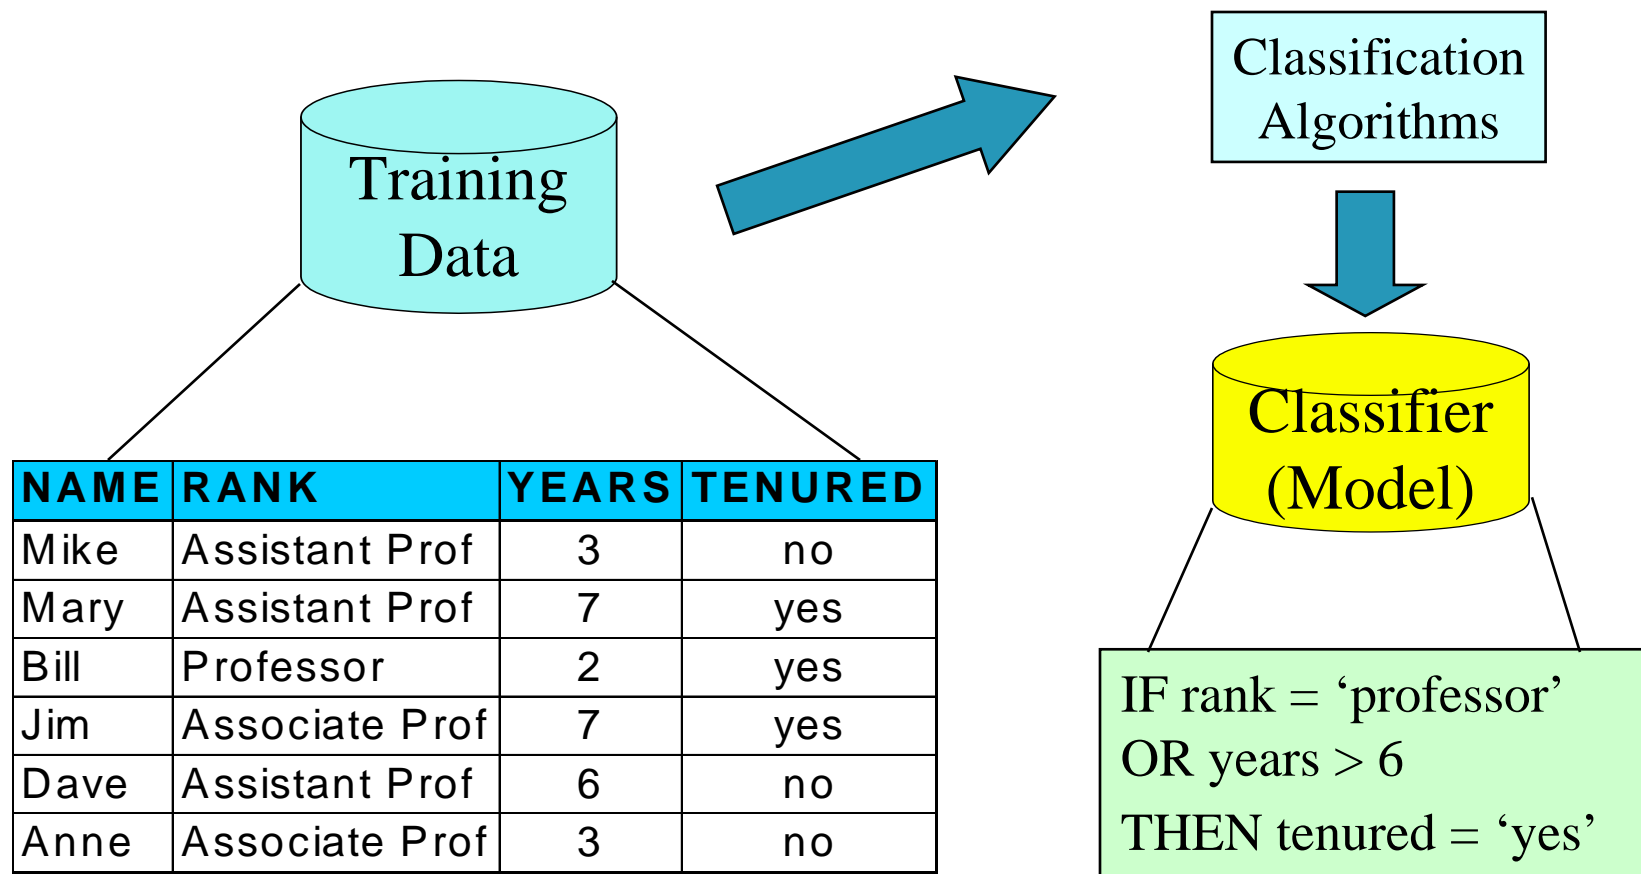 Classification
Algorithms
Training
Data
Classifier
(Model)
NAME RANK YEARS TENURED
Mike Assistant Prof 3 no
Mary Assistant Prof 7 yes
Bill Professor 2 yes
Jim Associate Prof 7 yes
Dave Assistant Prof 6 no
Anne Associate Prof 3 no
IF rank = ‘professor’
OR years > 6
THEN tenured = ‘yes’